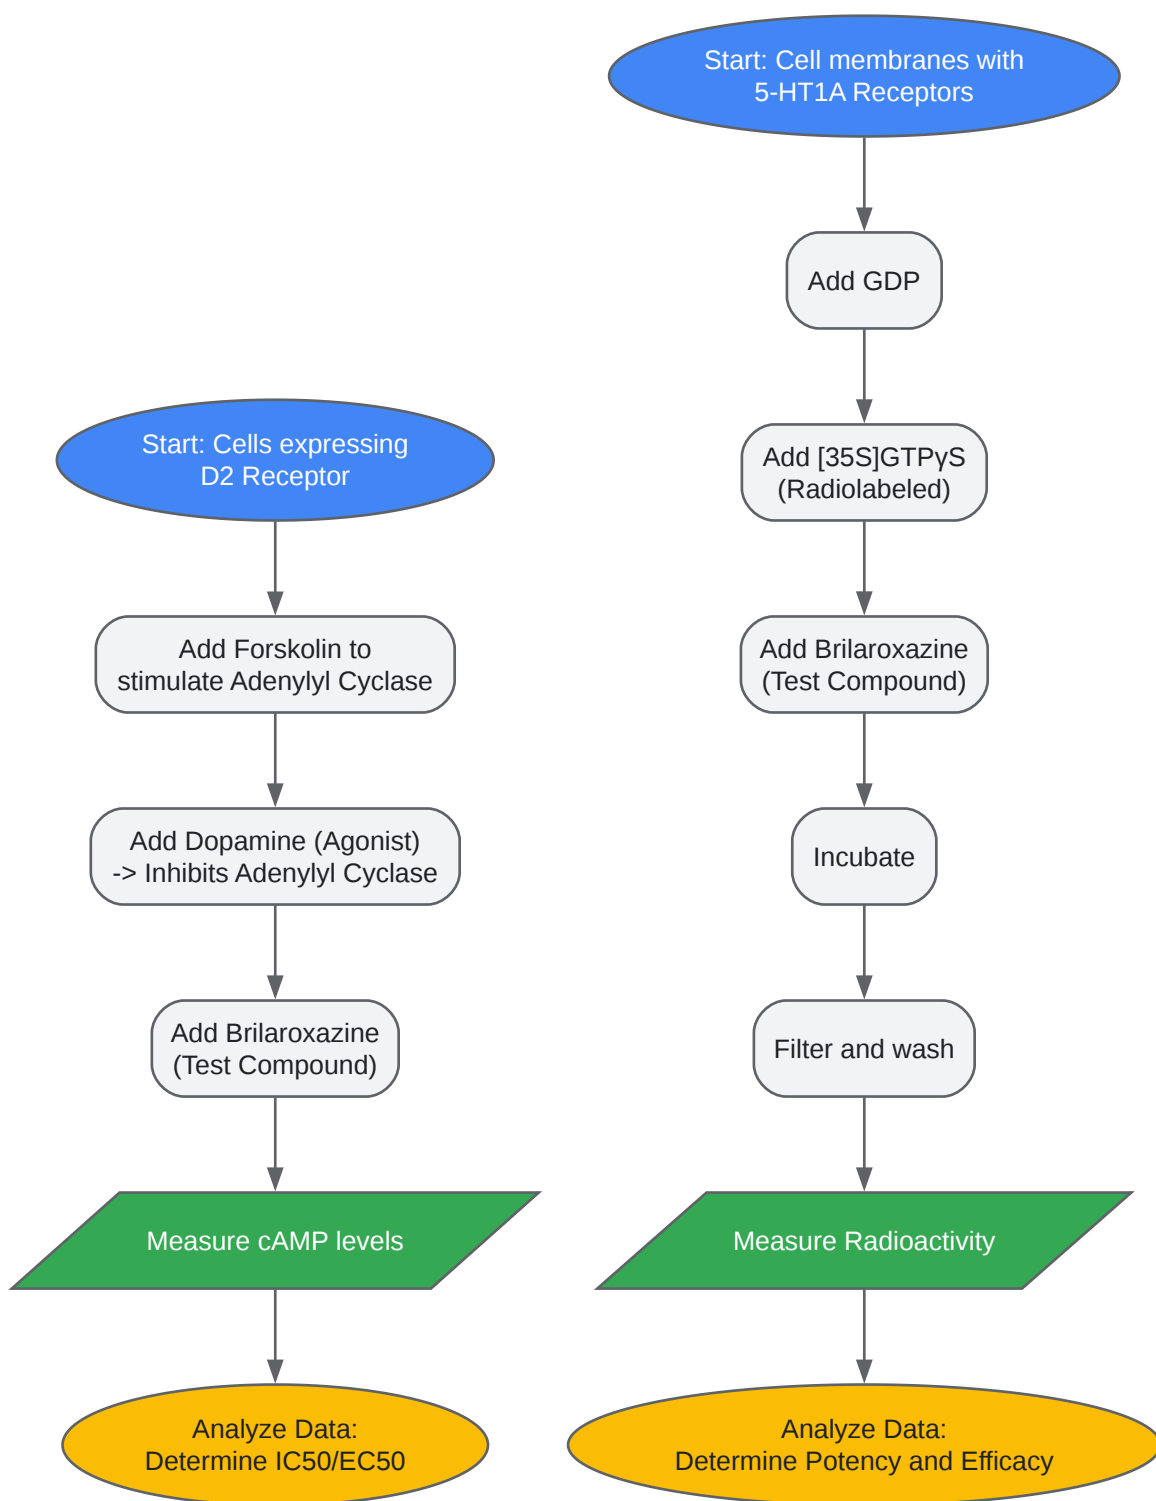 Start: Cell membranes with
5-HT1A Receptors
Add GDP
Add [35S]GTPγS
(Radiolabeled)
Add Brilaroxazine
(Test Compound)
Incubate
Filter and wash
Measure Radioactivity
Analyze Data:
Determine Potency and Efficacy
Start: Cells expressing
D2 Receptor
Add Forskolin to
stimulate Adenylyl Cyclase
Add Dopamine (Agonist)
-> Inhibits Adenylyl Cyclase
Add Brilaroxazine
(Test Compound)
Measure cAMP levels
Analyze Data:
Determine IC50/EC50